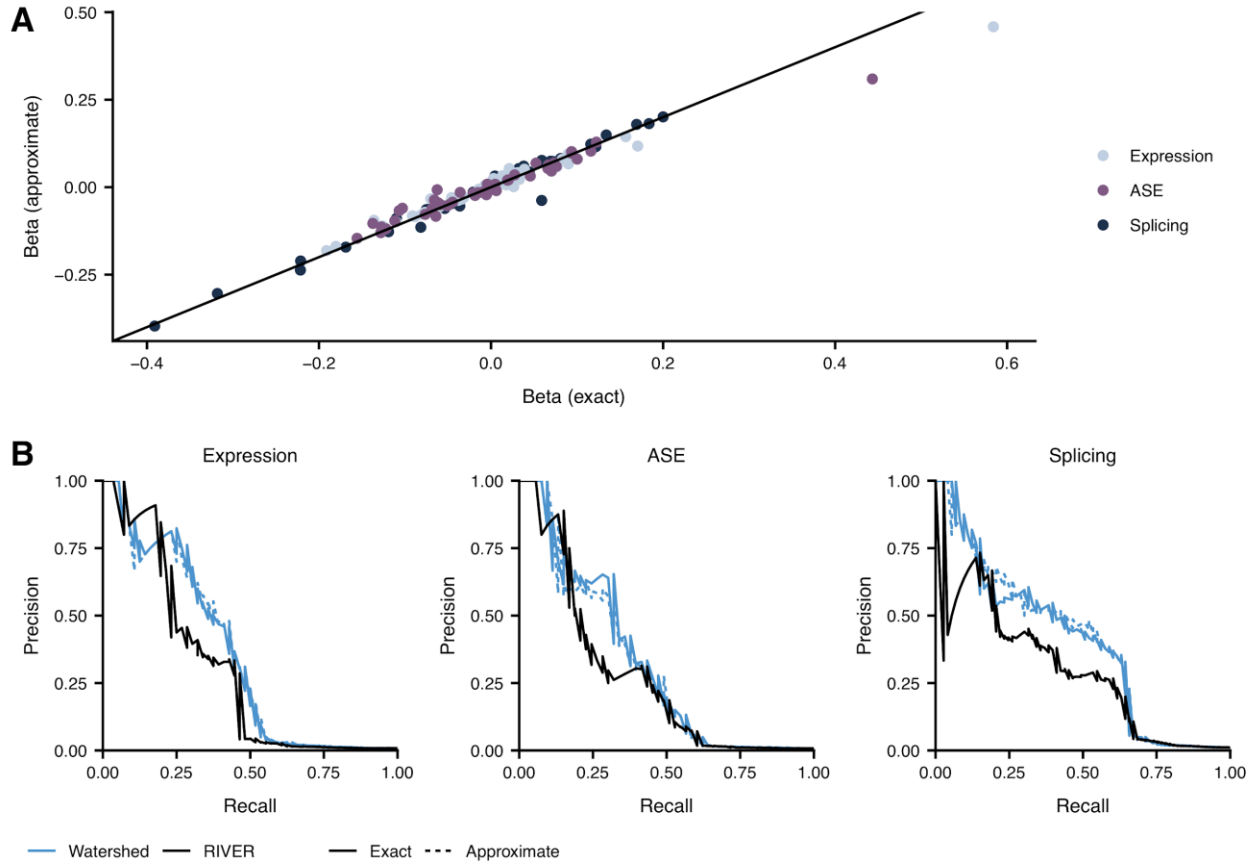 A
0.50
0.25
0.00
−0.25
Beta (approximate)
−0.4 −0.2 0.0 0.2 0.4 0.6
Beta (exact)
Expression
ASE
Splicing
B
Expression
1.00
0.75
0.50
0.25
0.00
Precision
0.00 0.25 0.50 0.75 1.00
Recall
ASE
1.00
0.75
0.50
0.25
0.00
Precision
0.00 0.25 0.50 0.75 1.00
Recall
Splicing
1.00
0.75
0.50
0.25
0.00
Precision
0.00 0.25 0.50 0.75 1.00
Recall
Watershed RIVER Exact Approximate